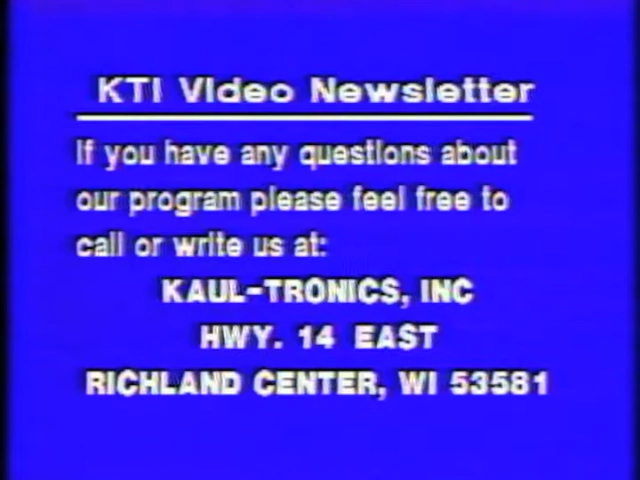 KTI Video Newsletter
If you have any questions about
our program please feel free to
call or write us at:
KAUL-TRONICS, INC
HWY. 14 EAST
RICHLAND CENTER, WI 53581